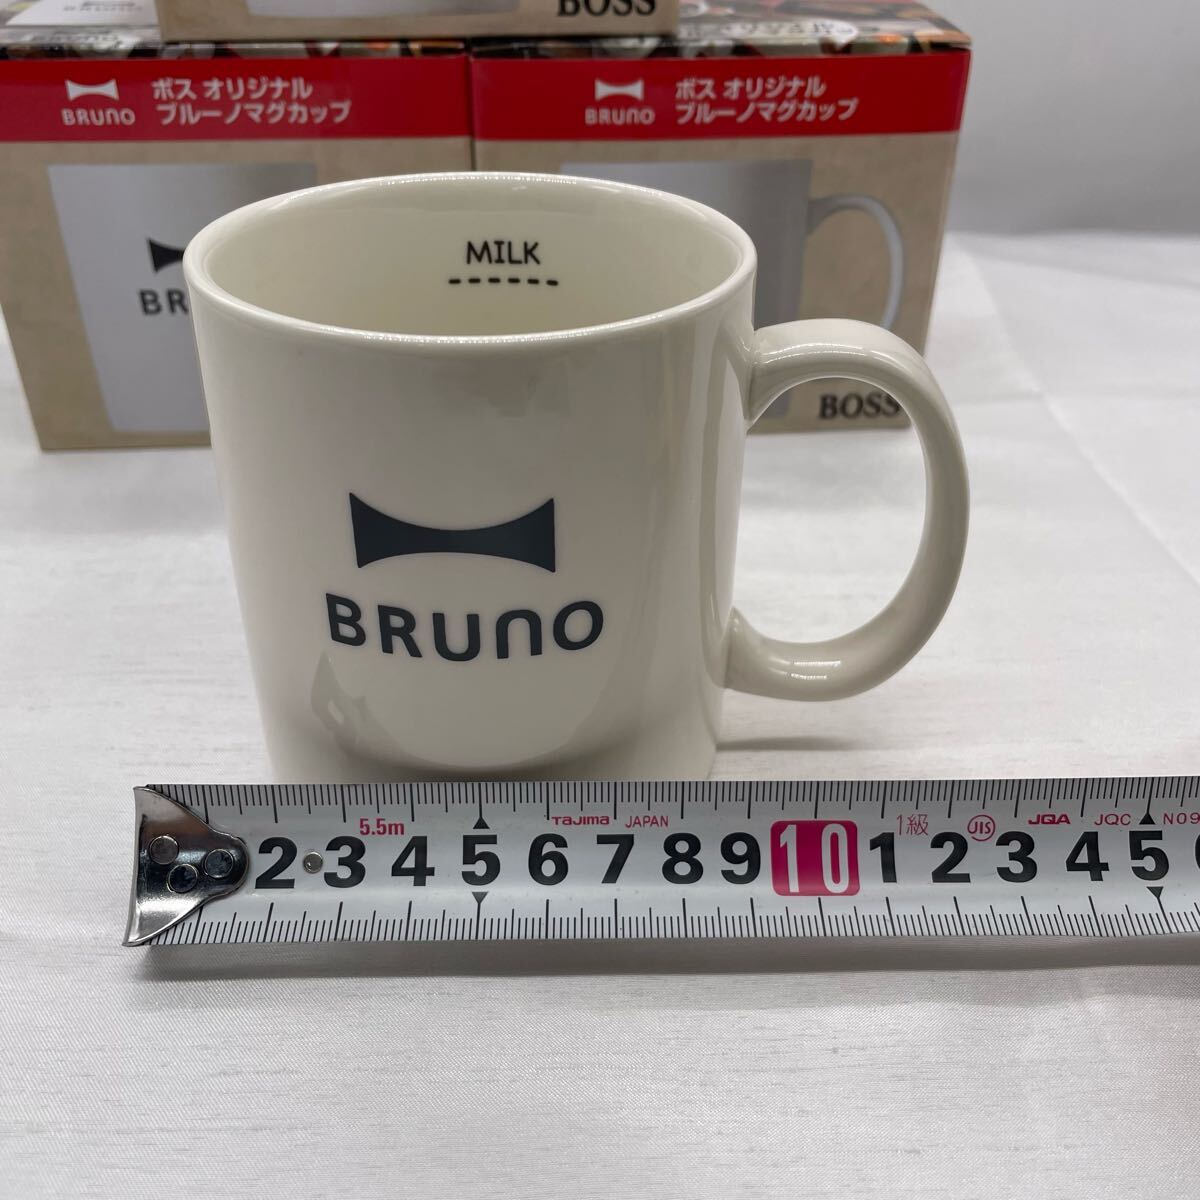 BOSS
BRUNO
ボス オリジナル
ブルーノマグカップ
BRUNO
ボス オリジナル
ブルーノマグカップ
MILK
BR
BOSS
BRUNO
5.5m
Tajima JAPAN
1級
JIS
JQA JQC NO9
2 3 4 5 6 7 8 9 10 1 2 3 4 5